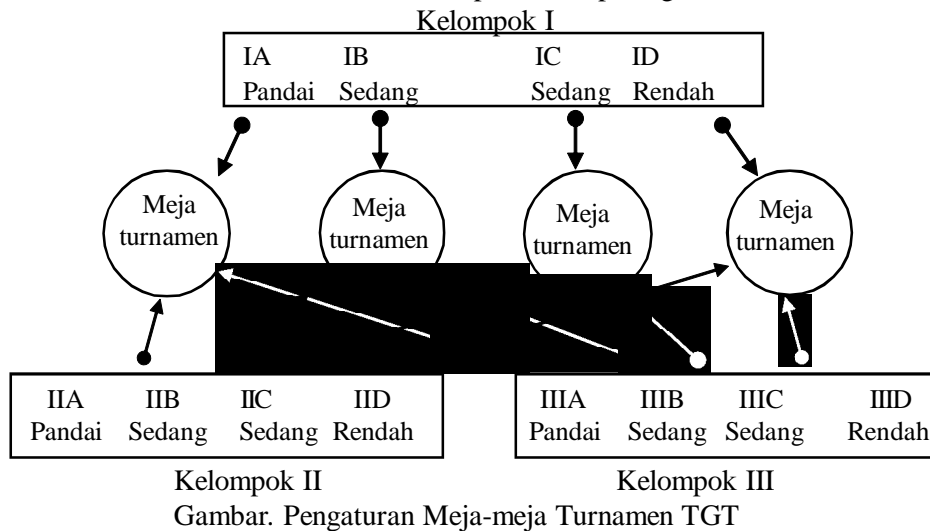 Kelompok I
IA IB IC ID
Pandai Sedang Sedang Rendah
Meja turnamen
Meja turnamen
Meja turnamen
Meja turnamen
IIA IIB IIC IID
Pandai Sedang Sedang Rendah
IIIA IIIB IIIC IIID
Pandai Sedang Sedang Rendah
Kelompok II Kelompok III
Gambar. Pengaturan Meja-meja Turnamen TGT